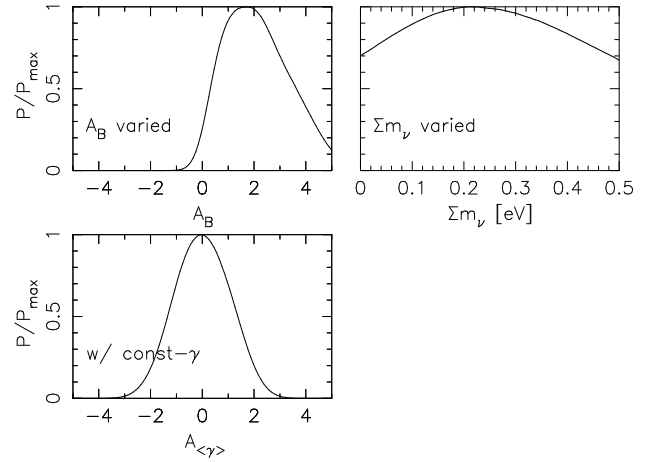 P/Pmax
1
0.5
0
A_B varied
−4 −2 0 2 4
A_B
Σm_ν varied
0 0.1 0.2 0.3 0.4 0.5
Σm_ν [eV]
P/Pmax
1
0.5
0
w/ const−γ
−4 −2 0 2 4
A_<γ>